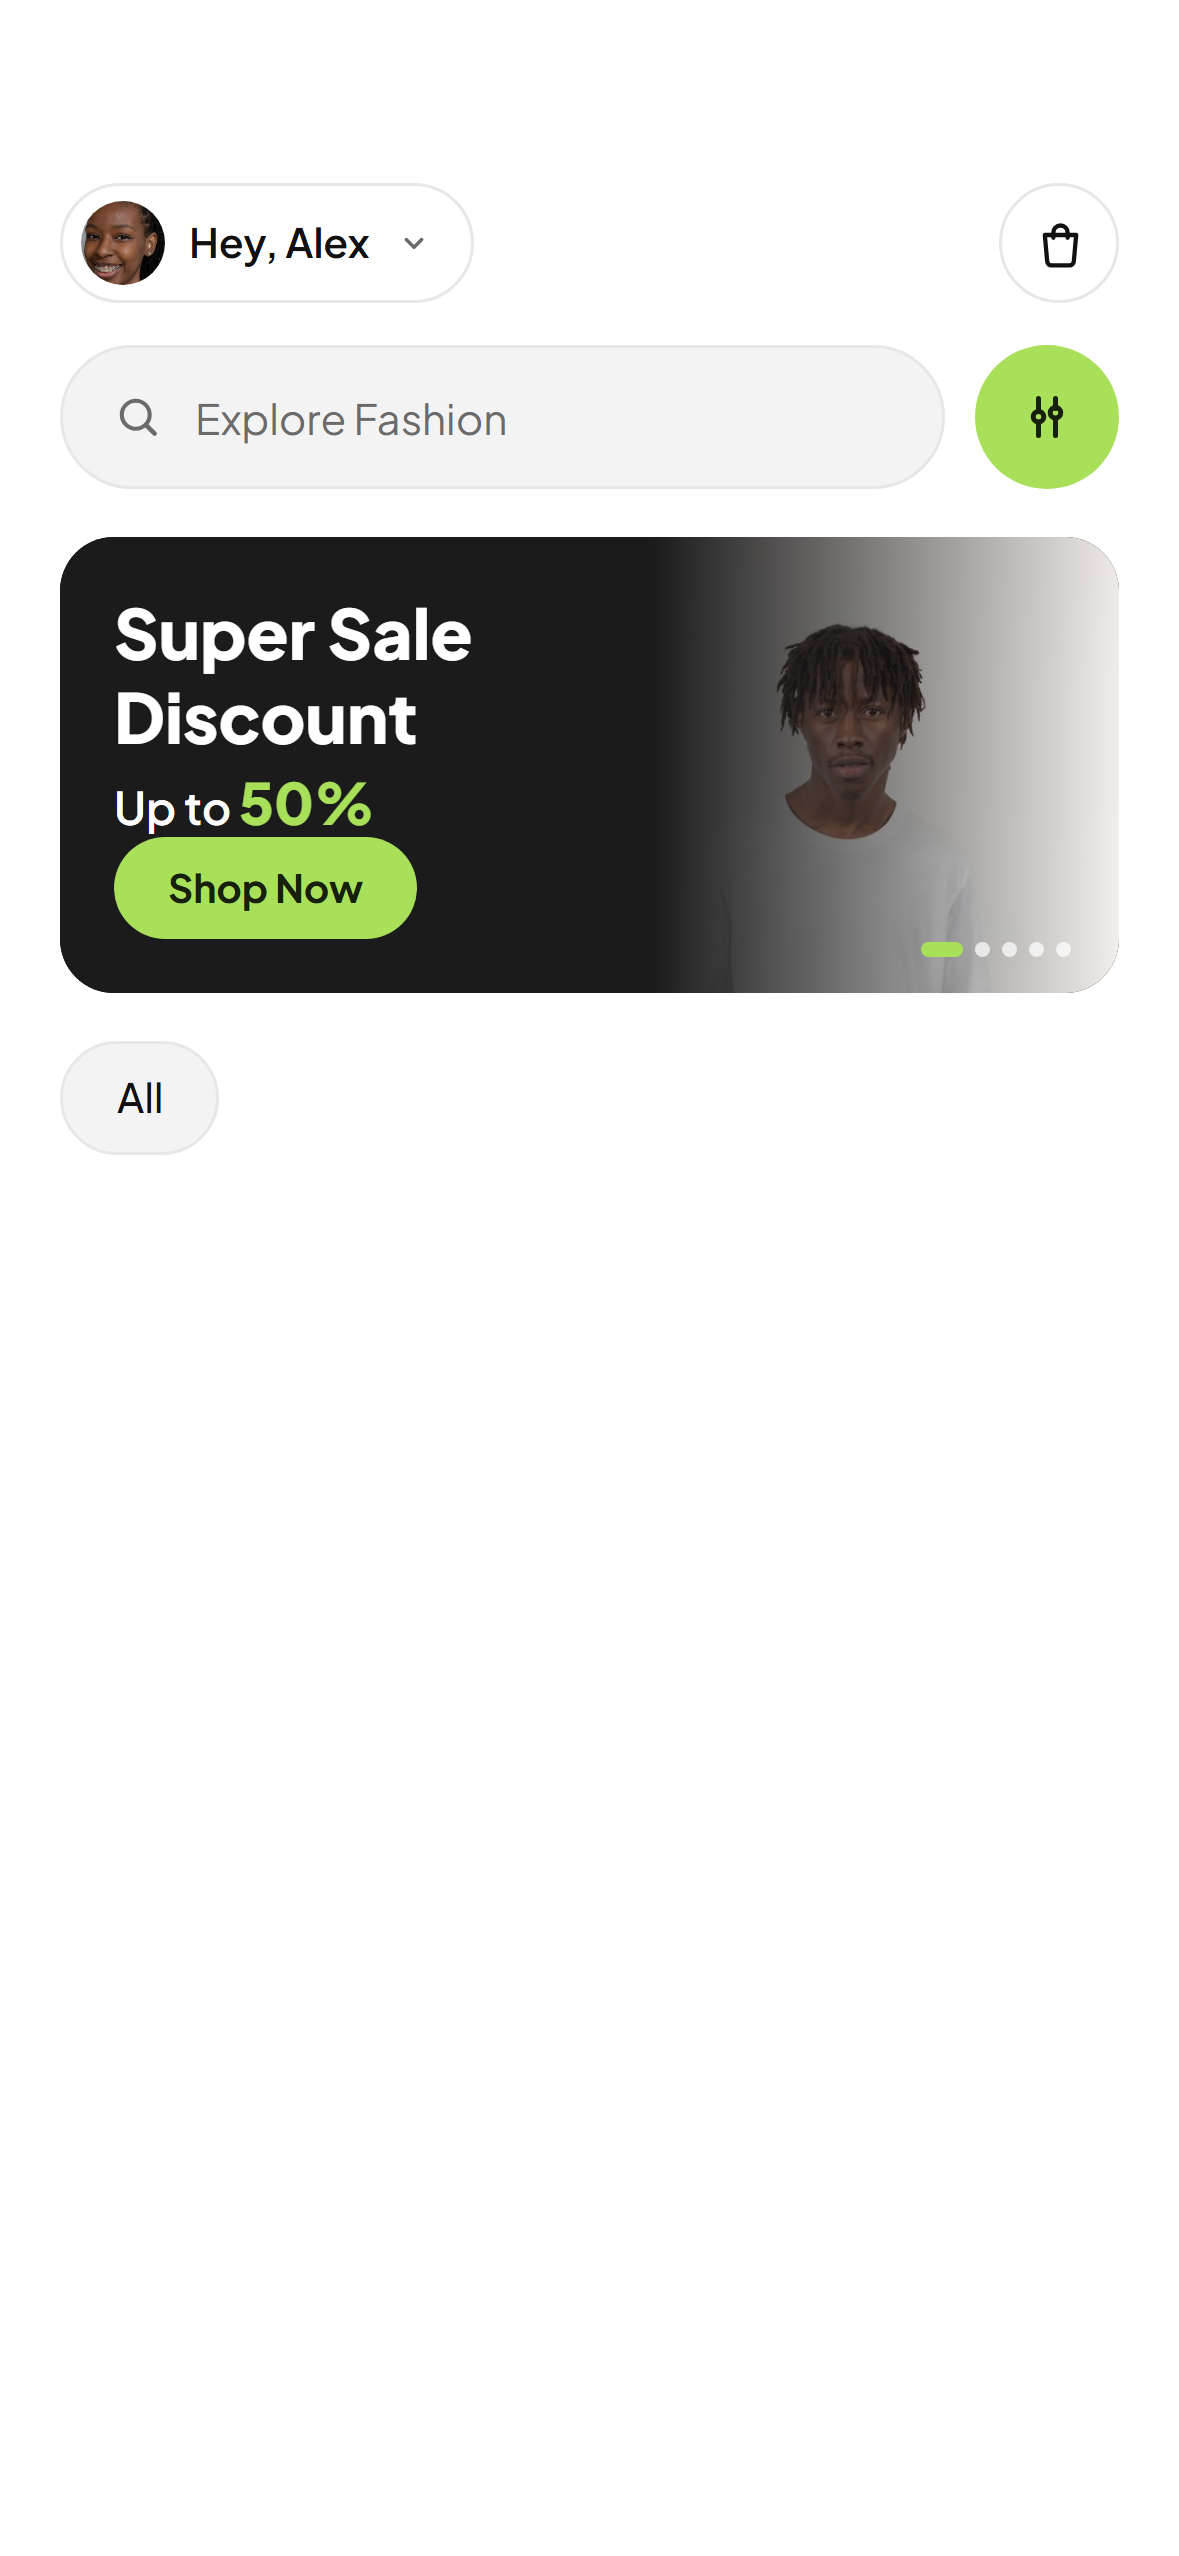 Hey, Alex
Explore Fashion
Super Sale
Discount
Up to 50%
Shop Now
All